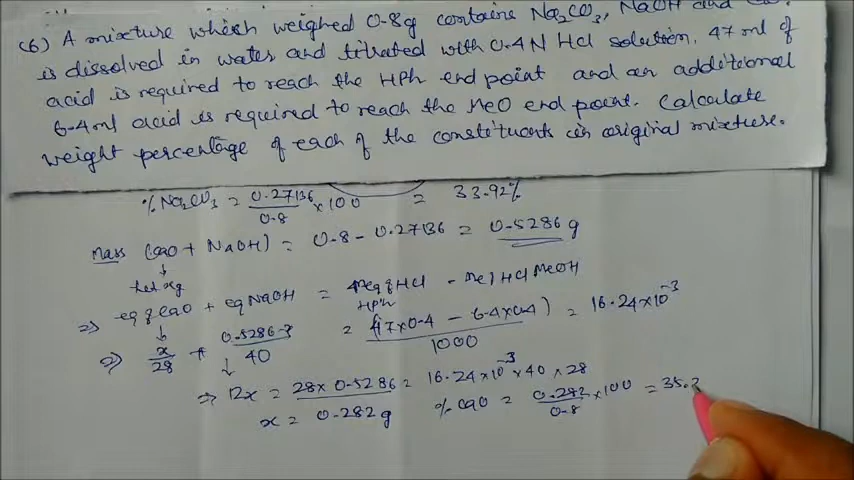 (6) A mixture which weighed 0.8g contains Na2CO3, NaOH and
is dissolved in water and titrated with 0.4N HCl solution. 47 ml of
acid is required to reach the HPh end point and an additional
6.4 ml acid is required to reach the MeO end point. Calculate
weight percentage of each of the constituents in original mixture.
% Na2CO3 = 0.27136/0.8 × 100 = 33.92%
Mass (CaO + NaOH) = 0.8 - 0.27136 = 0.5286 g
↓
let xg
⇒ eq of CaO + eq NaOH = Meq of HCl HPh - Meq HCl MeOH
⇒ x/28 + 0.5286-x/40 = (47×0.4 - 6.4×0.4)/1000 = 16.24×10^-3
⇒ 12x = 28× 0.5286 = 16.24×10^-3 × 40 × 28
x = 0.282 g % CaO = 0.282/0.8 × 100 = 35.2